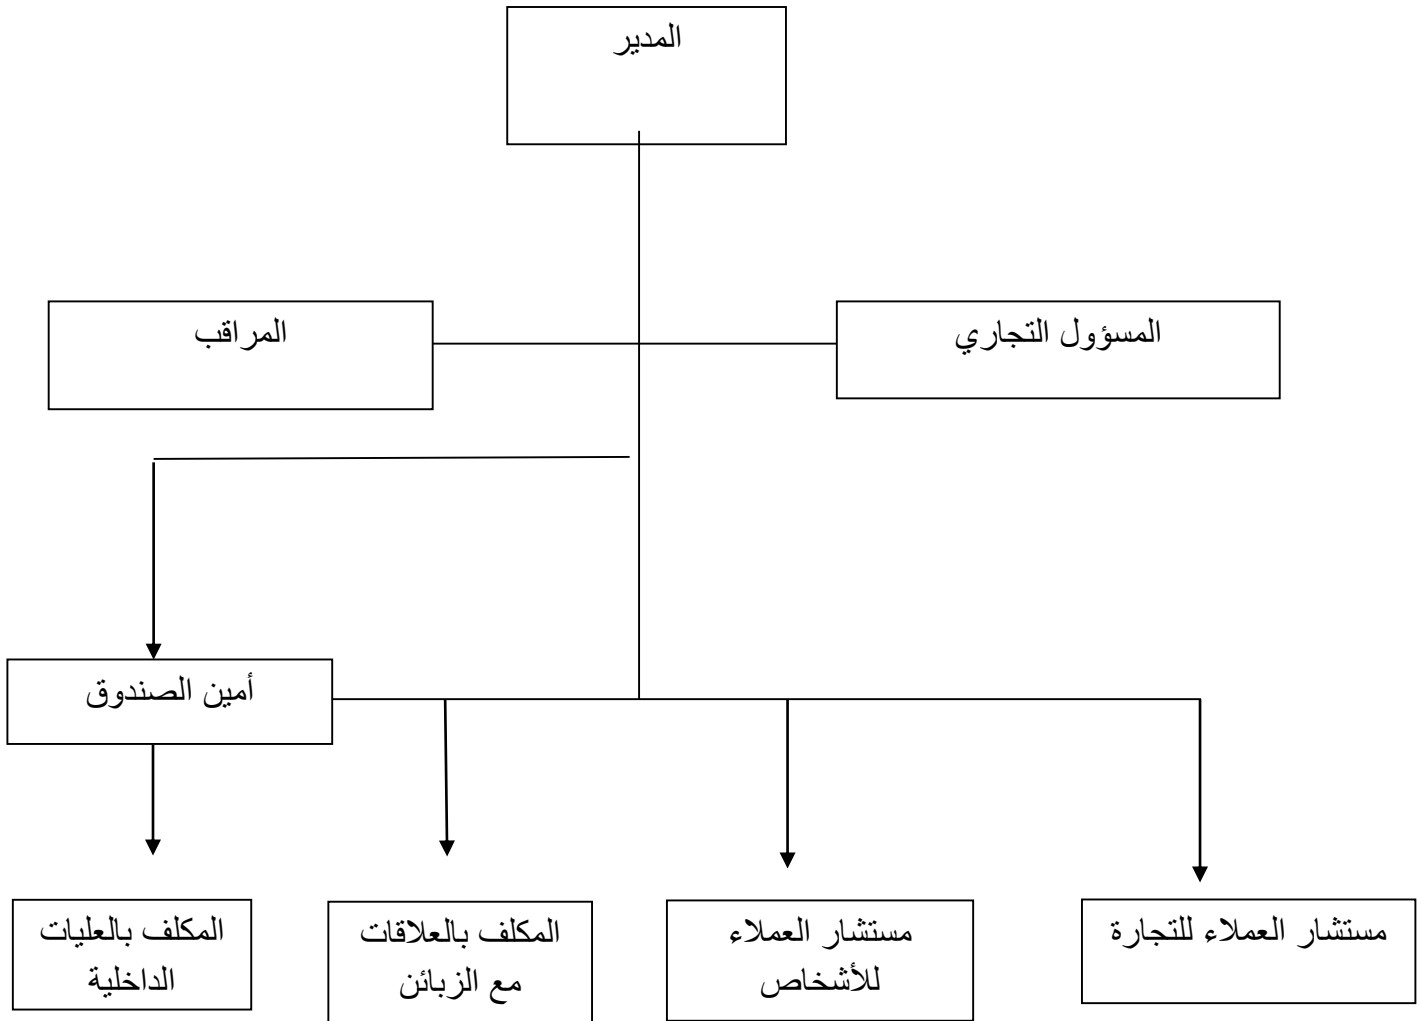 المدير
المسؤول التجاري
المراقب
أمين الصندوق
مستشار العملاء للتجارة
مستشار العملاء
للأشخاص
المكلف بالعلاقات
مع الزبائن
المكلف بالعليات
الداخلية